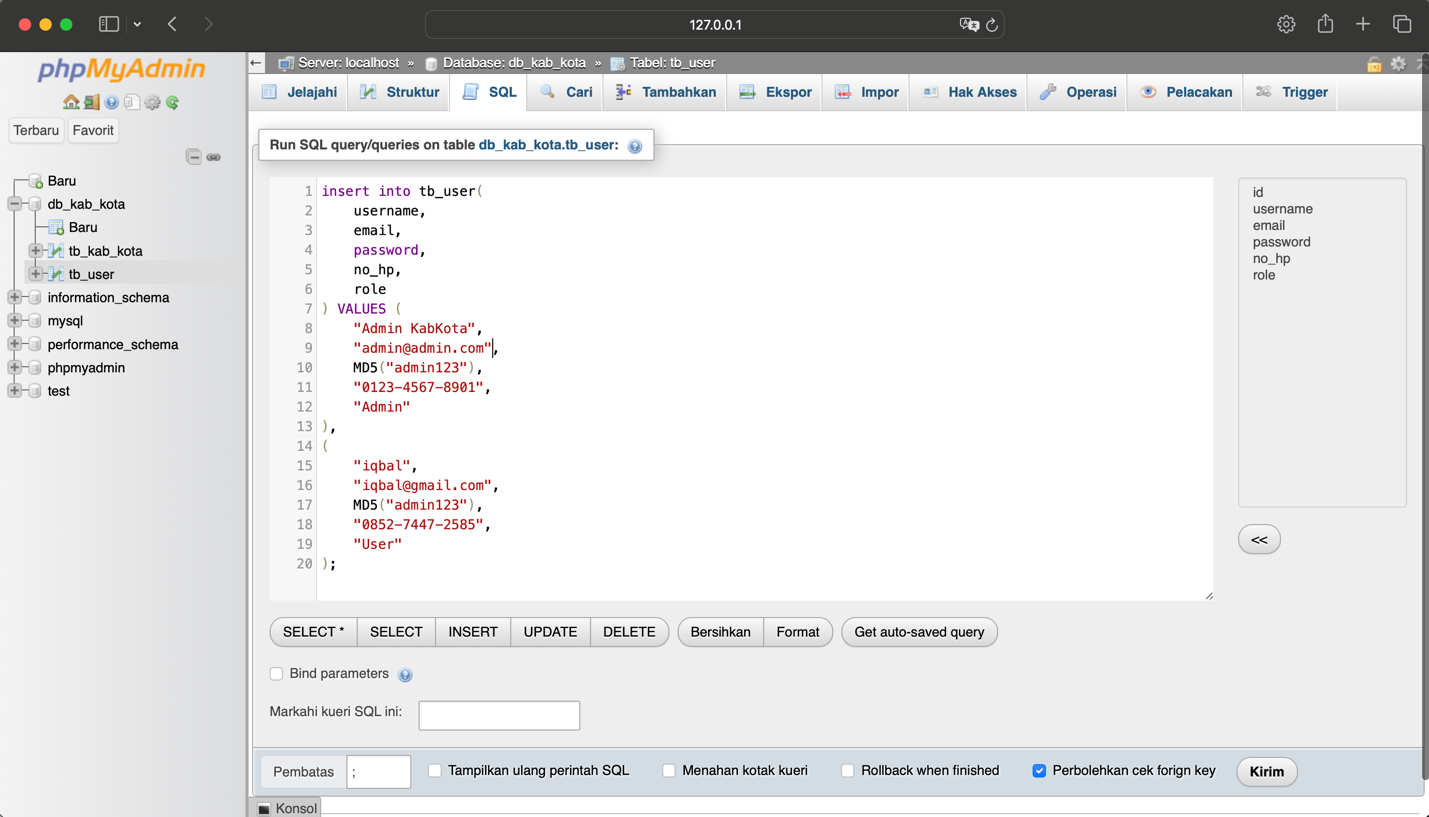 127.0.0.1
phpMyAdmin
Terbaru Favorit
Baru
db_kab_kota
Baru
tb_kab_kota
tb_user
information_schema
mysql
performance_schema
phpmyadmin
test
Server: localhost » Database: db_kab_kota » Tabel: tb_user
Jelajahi Struktur SQL Cari Tambahkan Ekspor Impor Hak Akses Operasi Pelacakan Trigger
Run SQL query/queries on table db_kab_kota.tb_user:
1 insert into tb_user(
2 username,
3 email,
4 password,
5 no_hp,
6 role
7 ) VALUES (
8 "Admin KabKota",
9 "admin@admin.com",
10 MD5("admin123"),
11 "0123-4567-8901",
12 "Admin"
13 ),
14 (
15 "iqbal",
16 "iqbal@gmail.com",
17 MD5("admin123"),
18 "0852-7447-2585",
19 "User"
20 );
id
username
email
password
no_hp
role
<<
SELECT * SELECT INSERT UPDATE DELETE Bersihkan Format Get auto-saved query
Bind parameters
Markahi kueri SQL ini:
Pembatas ; Tampilkan ulang perintah SQL Menahan kotak kueri Rollback when finished Perbolehkan cek forign key Kirim
Konsol